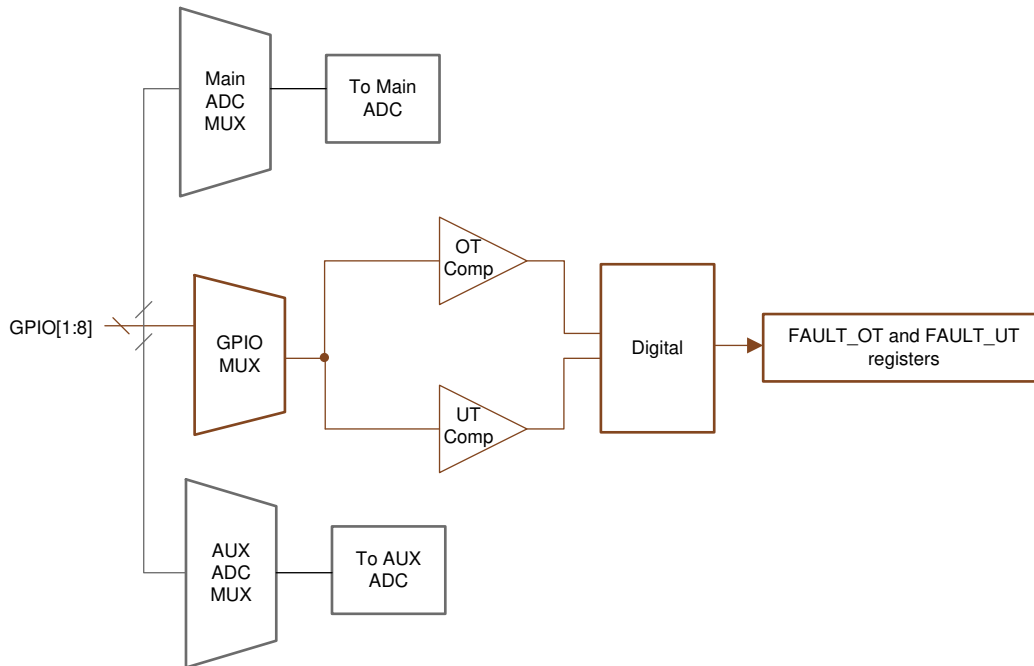 Main
ADC
MUX
To Main
ADC
OT
Comp
GPIO[1:8]
GPIO
MUX
Digital
FAULT_OT and FAULT_UT
registers
UT
Comp
AUX
ADC
MUX
To AUX
ADC